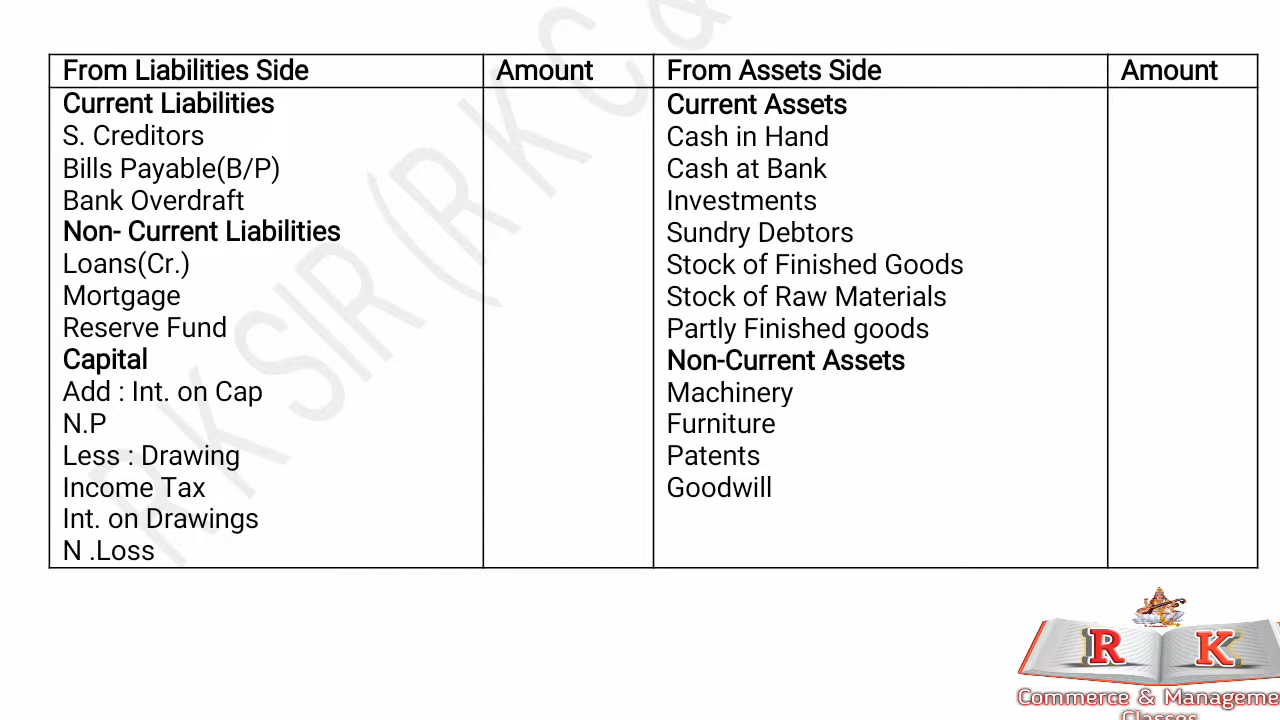 From Liabilities Side Amount From Assets Side Amount
Current Liabilities
S. Creditors
Bills Payable(B/P)
Bank Overdraft
Non- Current Liabilities
Loans(Cr.)
Mortgage
Reserve Fund
Capital
Add : Int. on Cap
N.P
Less : Drawing
Income Tax
Int. on Drawings
N .Loss
Current Assets
Cash in Hand
Cash at Bank
Investments
Sundry Debtors
Stock of Finished Goods
Stock of Raw Materials
Partly Finished goods
Non-Current Assets
Machinery
Furniture
Patents
Goodwill
R K SIR (R K C &
R K
Commerce & Manageme
Classes